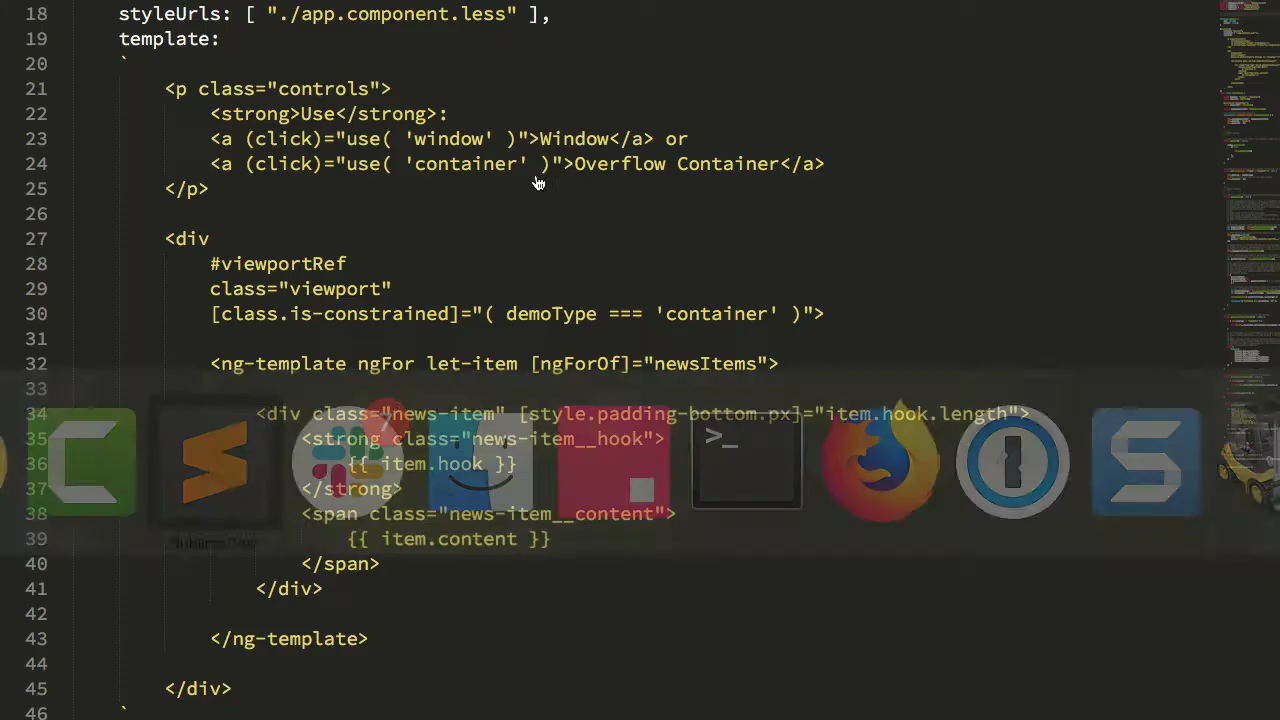 18 styleUrls: [ "./app.component.less" ],
19 template:
20 `
21 <p class="controls">
22 <strong>Use</strong>:
23 <a (click)="use( 'window' )">Window</a> or
24 <a (click)="use( 'container' )">Overflow Container</a>
25 </p>
26
27 <div
28 #viewportRef
29 class="viewport"
30 [class.is-constrained]="( demoType === 'container' )">
31
32 <ng-template ngFor let-item [ngForOf]="newsItems">
33
34 <div class="news-item" [style.padding-bottom.px]="item.hook.length">
35 <strong class="news-item__hook">
36 {{ item.hook }}
37 </strong>
38 <span class="news-item__content">
39 {{ item.content }}
40 </span>
41 </div>
42
43 </ng-template>
44
45 </div>
46 `
7
>_
Sublime Text